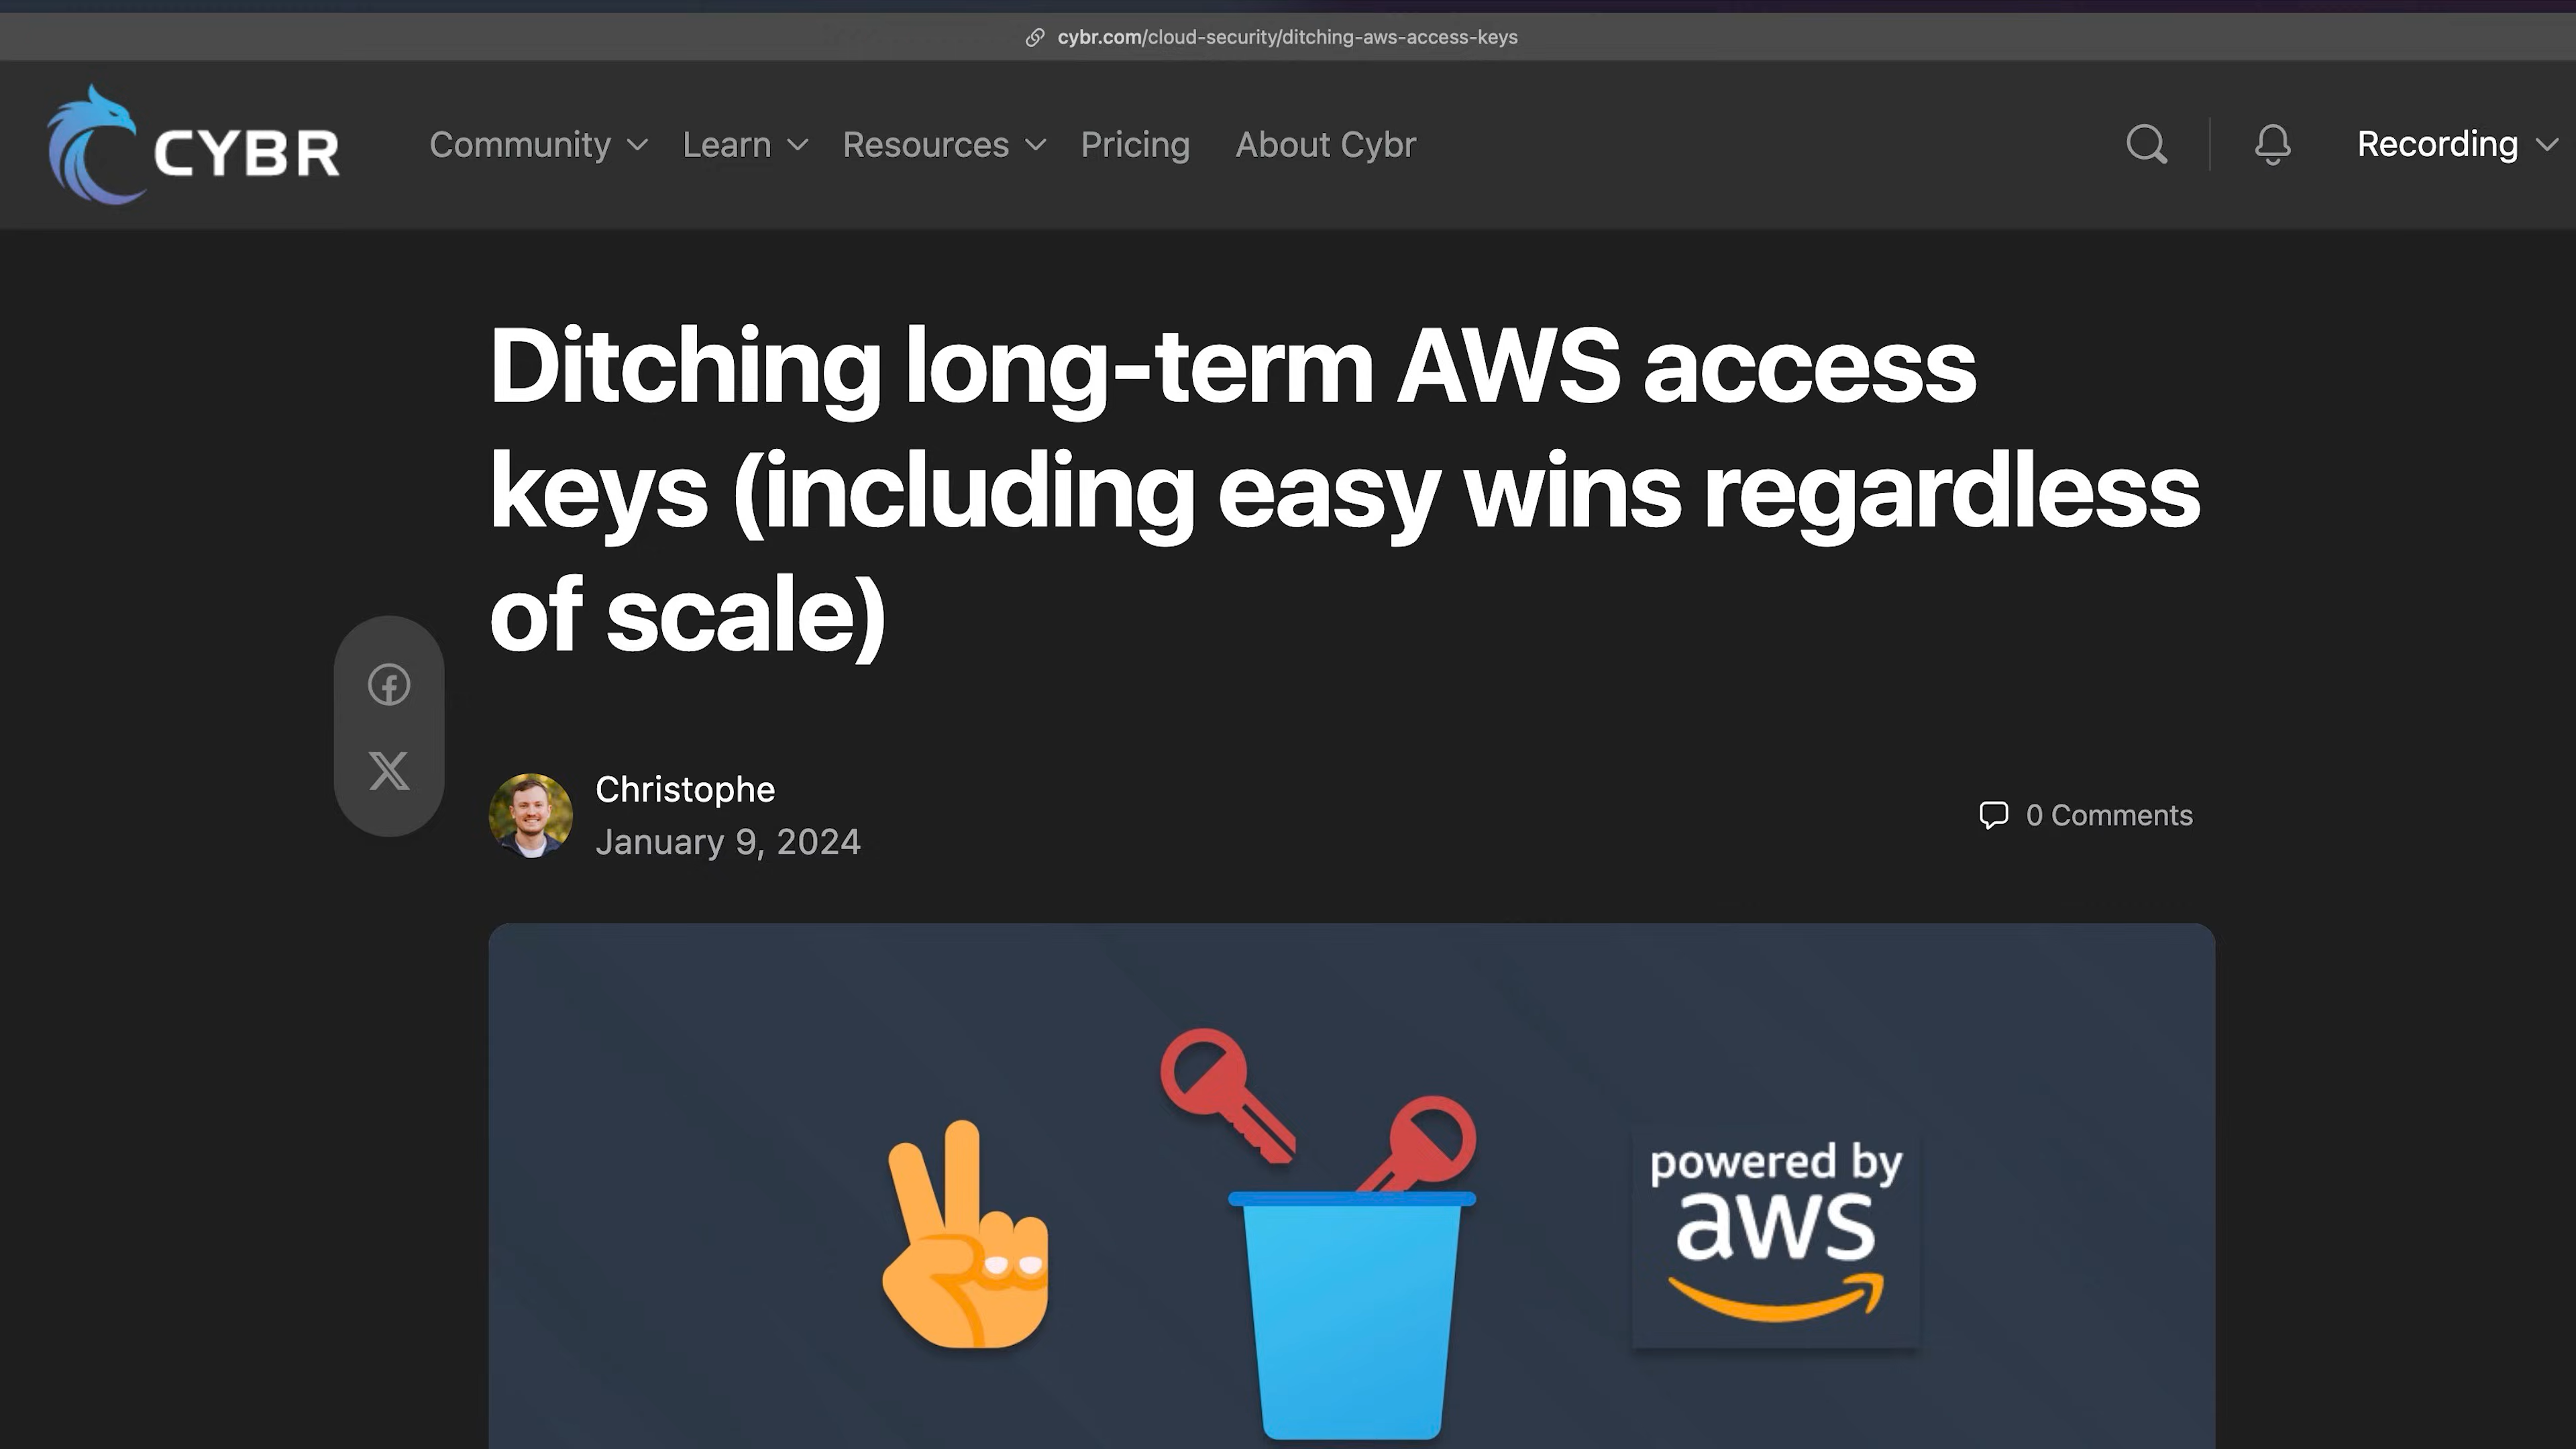 cybr.com/cloud-security/ditching-aws-access-keys
CYBR
Community
Learn
Resources
Pricing
About Cybr
Recording
Ditching long-term AWS access
keys (including easy wins regardless
of scale)
Christophe
January 9, 2024
0 Comments
powered by
aws